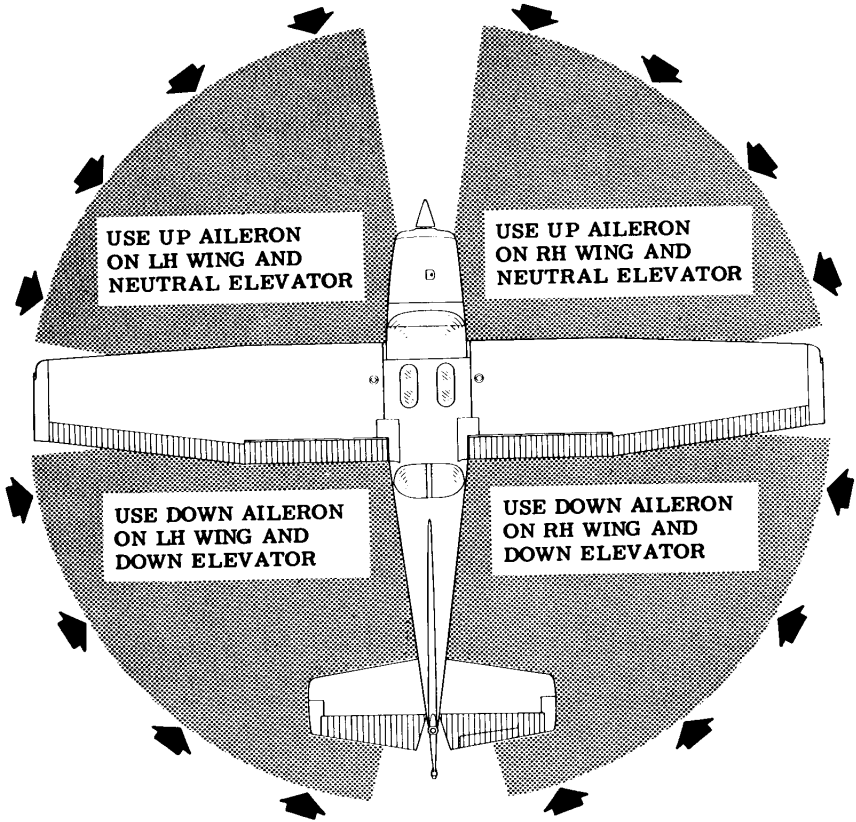 USE UP AILERON
ON LH WING AND
NEUTRAL ELEVATOR
USE UP AILERON
ON RH WING AND
NEUTRAL ELEVATOR
USE DOWN AILERON
ON LH WING AND
DOWN ELEVATOR
USE DOWN AILERON
ON RH WING AND
DOWN ELEVATOR